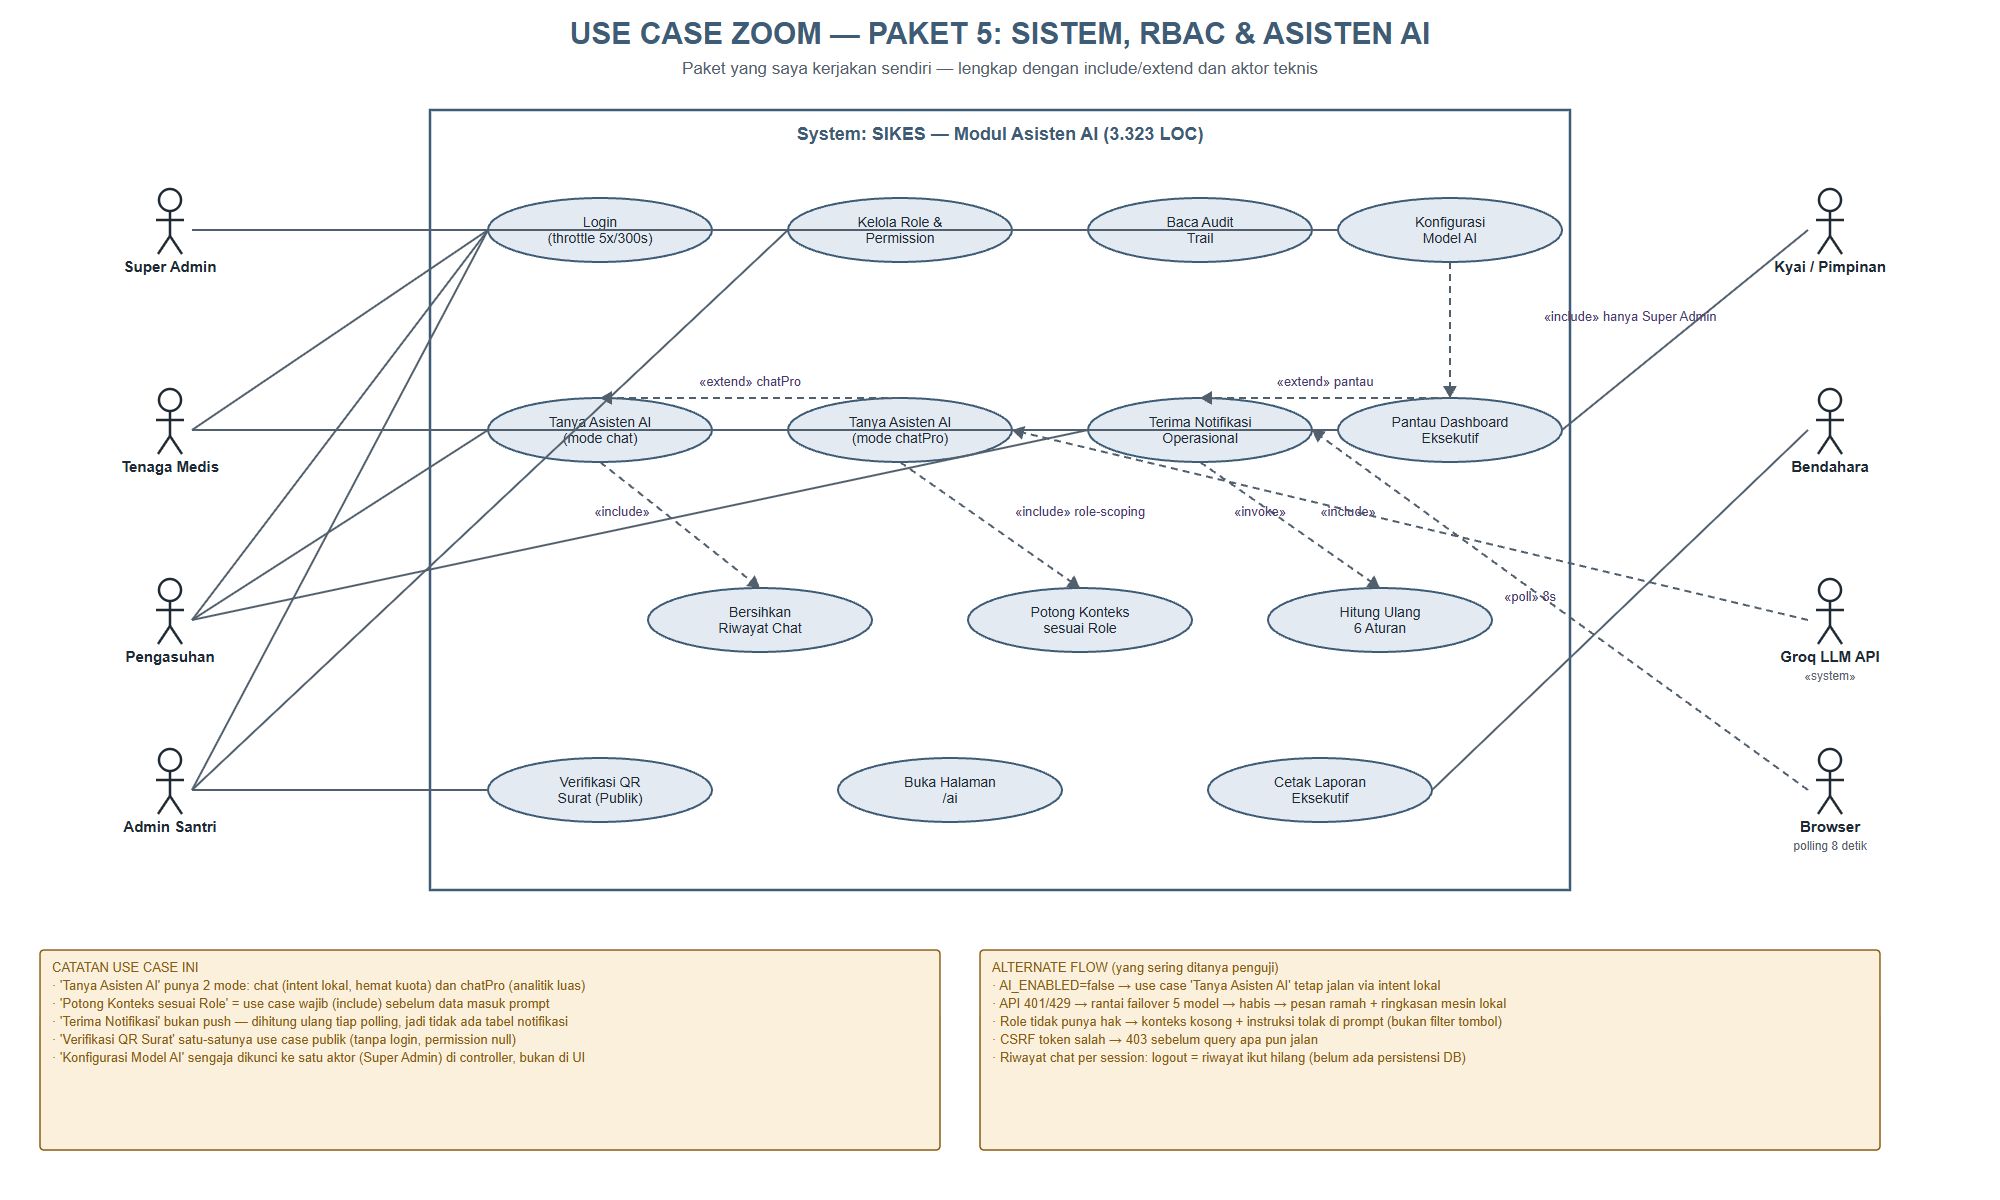 USE CASE ZOOM — PAKET 5: SISTEM, RBAC & ASISTEN AI
Paket yang saya kerjakan sendiri — lengkap dengan include/extend dan aktor teknis
System: SIKES — Modul Asisten AI (3.323 LOC)
Super Admin
Login
(throttle 5x/300s)
Kelola Role &
Permission
Baca Audit
Trail
Konfigurasi
Model AI
Kyai / Pimpinan
«include» hanya Super Admin
«extend» chatPro
«extend» pantau
Tenaga Medis
Tanya Asisten AI
(mode chat)
Tanya Asisten AI
(mode chatPro)
Terima Notifikasi
Operasional
Pantau Dashboard
Eksekutif
Bendahara
«include»
«include» role-scoping
«invoke»
«include»
«poll» 8s
Pengasuhan
Bersihkan
Riwayat Chat
Potong Konteks
sesuai Role
Hitung Ulang
6 Aturan
Groq LLM API
«system»
Admin Santri
Verifikasi QR
Surat (Publik)
Buka Halaman
/ai
Cetak Laporan
Eksekutif
Browser
polling 8 detik
CATATAN USE CASE INI
· 'Tanya Asisten AI' punya 2 mode: chat (intent lokal, hemat kuota) dan chatPro (analitik luas)
· 'Potong Konteks sesuai Role' = use case wajib (include) sebelum data masuk prompt
· 'Terima Notifikasi' bukan push — dihitung ulang tiap polling, jadi tidak ada tabel notifikasi
· 'Verifikasi QR Surat' satu-satunya use case publik (tanpa login, permission null)
· 'Konfigurasi Model AI' sengaja dikunci ke satu aktor (Super Admin) di controller, bukan di UI
ALTERNATE FLOW (yang sering ditanya penguji)
· AI_ENABLED=false → use case 'Tanya Asisten AI' tetap jalan via intent lokal
· API 401/429 → rantai failover 5 model → habis → pesan ramah + ringkasan mesin lokal
· Role tidak punya hak → konteks kosong + instruksi tolak di prompt (bukan filter tombol)
· CSRF token salah → 403 sebelum query apa pun jalan
· Riwayat chat per session: logout = riwayat ikut hilang (belum ada persistensi DB)